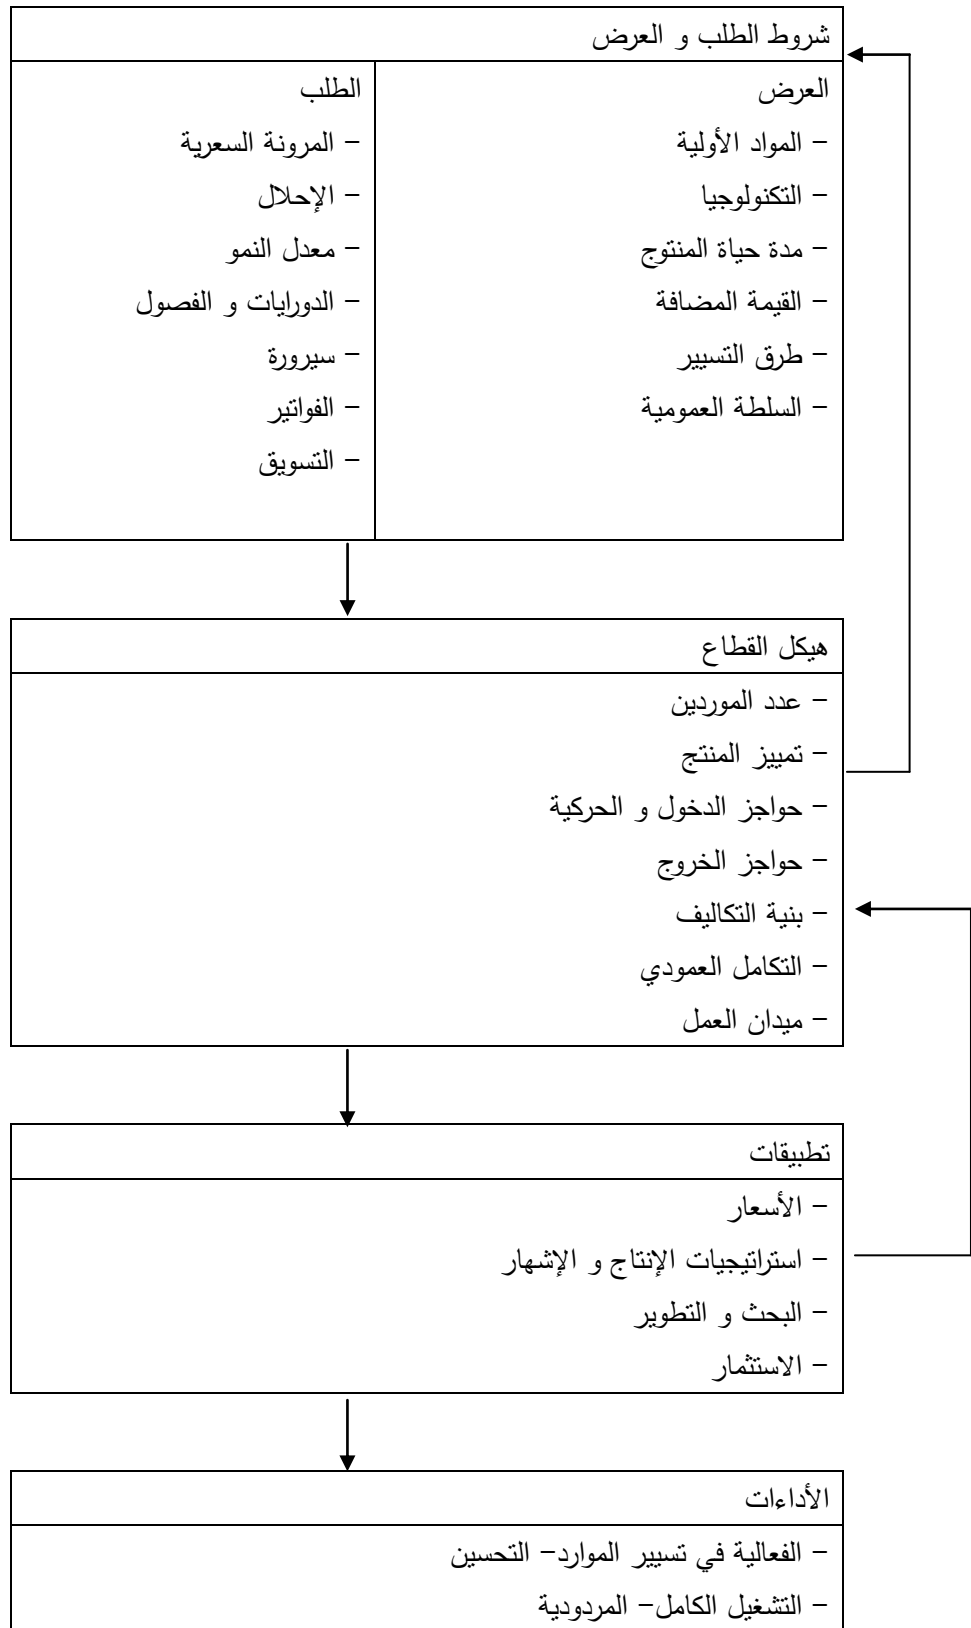 شروط الطلب و العرض
العرض
- المواد الأولية
- التكنولوجيا
- مدة حياة المنتوج
- القيمة المضافة
- طرق التسيير
- السلطة العمومية
الطلب
- المرونة السعرية
- الإحلال
- معدل النمو
- الدورايات و الفصول
- سيرورة
- الفواتير
- التسويق
هيكل القطاع
- عدد الموردين
- تمييز المنتج
- حواجز الدخول و الحركية
- حواجز الخروج
- بنية التكاليف
- التكامل العمودي
- ميدان العمل
تطبيقات
- الأسعار
- استراتيجيات الإنتاج و الإشهار
- البحث و التطوير
- الاستثمار
الأداءات
- الفعالية في تسيير الموارد- التحسين
- التشغيل الكامل- المردودية